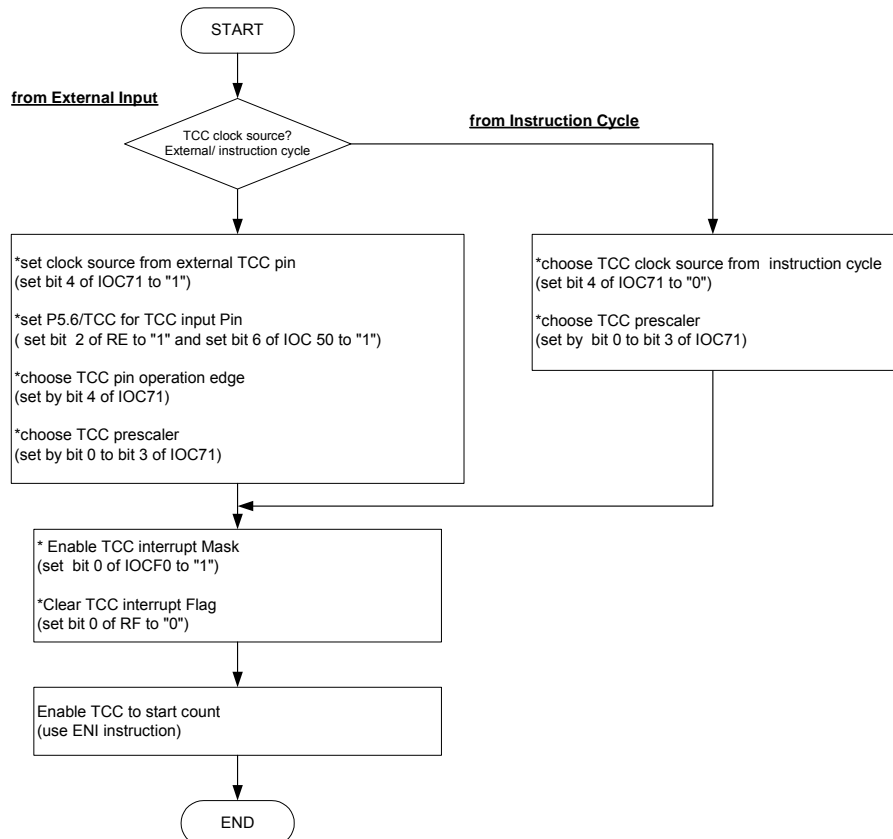 START
from External Input
TCC clock source?
External/ instruction cycle
from Instruction Cycle
*set clock source from external TCC pin
(set bit 4 of IOC71 to "1")
*set P5.6/TCC for TCC input Pin
( set bit  2 of RE to "1" and set bit 6 of IOC 50 to "1")
*choose TCC pin operation edge
(set by bit 4 of IOC71)
*choose TCC prescaler
(set by bit 0 to bit 3 of IOC71)
*choose TCC clock source from  instruction cycle
(set bit 4 of IOC71 to "0")
*choose TCC prescaler
(set by  bit 0 to bit 3 of IOC71)
* Enable TCC interrupt Mask
(set  bit 0 of IOCF0 to "1")
*Clear TCC interrupt Flag
(set bit 0 of RF to "0")
Enable TCC to start count
(use ENI instruction)
END